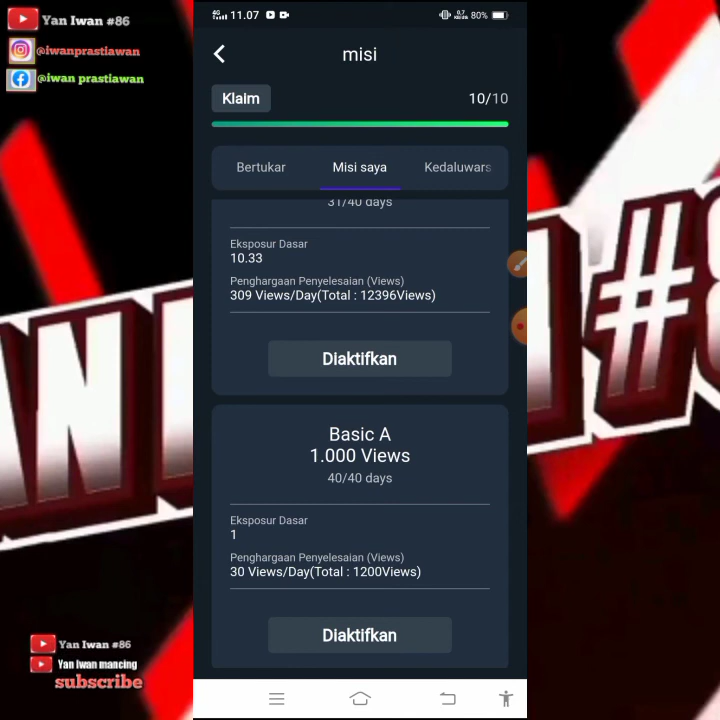 Yan Iwan #86
@iwanprastiawan
@iwan prastiawan
11.07
80%
misi
Klaim
10/10
Bertukar
Misi saya
Kedaluwars
31/40 days
Eksposur Dasar
10.33
Penghargaan Penyelesaian (Views)
309 Views/Day(Total : 12396Views)
Diaktifkan
Basic A
1.000 Views
40/40 days
Eksposur Dasar
1
Penghargaan Penyelesaian (Views)
30 Views/Day(Total : 1200Views)
Diaktifkan
Yan Iwan #86
Yan Iwan mancing
subscribe